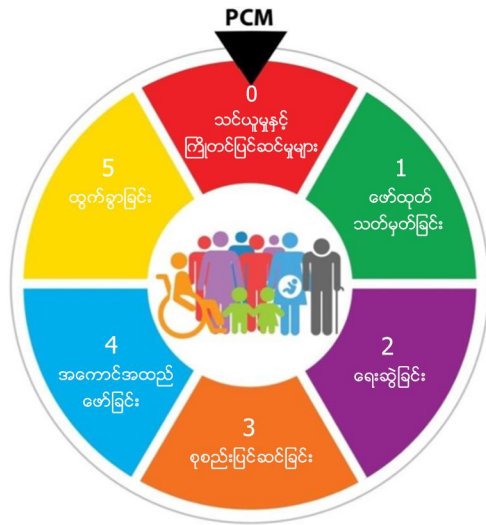 PCM
0
သင်ယူမှုနှင့်
ကြိုတင်ပြင်ဆင်မှုများ
1
ဖော်ထုတ်
သတ်မှတ်ခြင်း
2
ရေးဆွဲခြင်း
3
စုစည်းပြင်ဆင်ခြင်း
4
အကောင်အထည်
ဖော်ခြင်း
5
ထွက်ခွာခြင်း